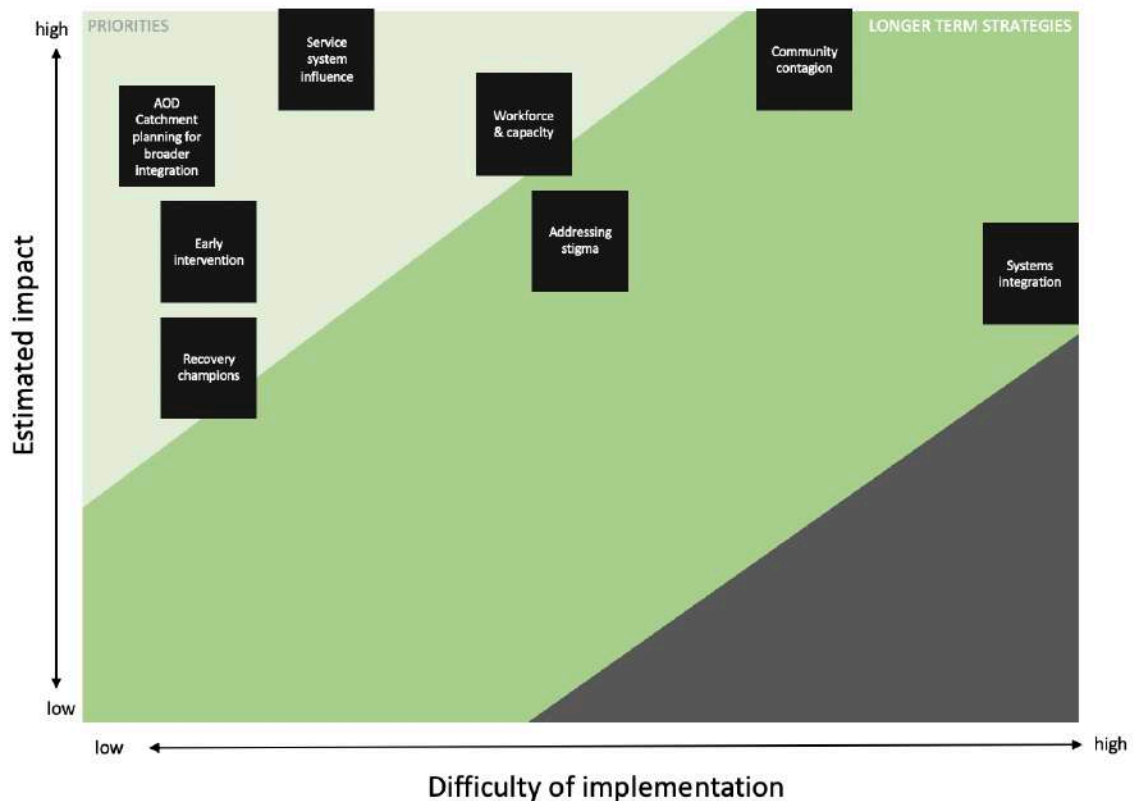 high
PRIORITIES
LONGER TERM STRATEGIES
Service
system
influence
Community
contagion
AOD
Catchment
planning for
broader
integration
Workforce
& capacity
Early
intervention
Addressing
stigma
Systems
integration
Recovery
champions
Estimated impact
low
low
high
Difficulty of implementation